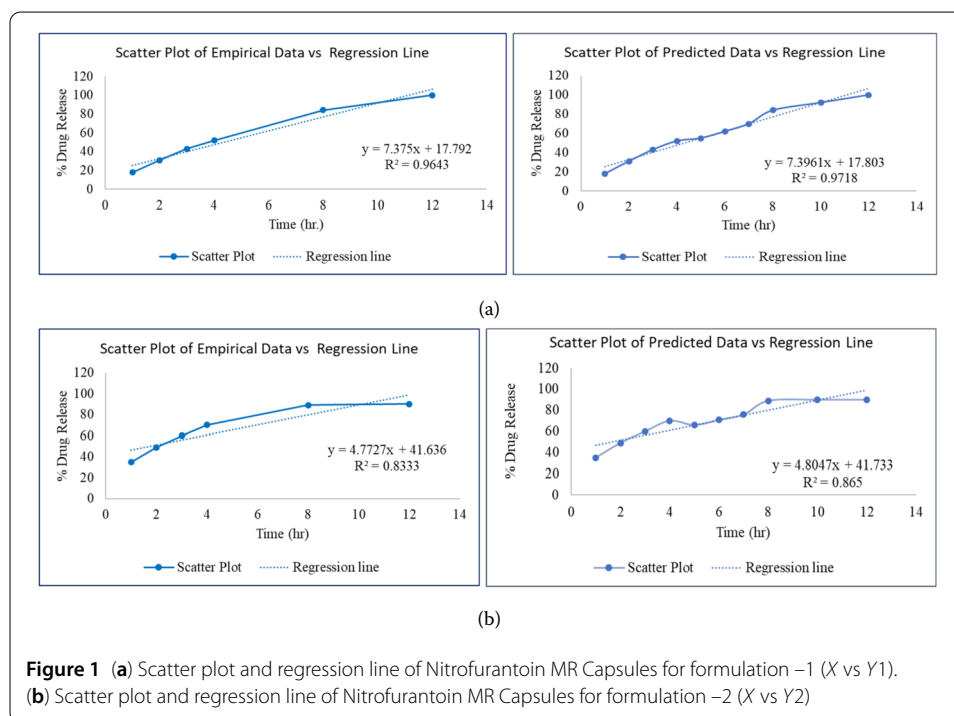 Scatter Plot of Empirical Data vs Regression Line
120
100
80
60
40
20
0
% Drug Release
y = 7.375x + 17.792
R² = 0.9643
0 2 4 6 8 10 12 14
Time (hr.)
Scatter Plot Regression line
Scatter Plot of Predicted Data vs Regression Line
120
100
80
60
40
20
0
% Drug Release
y = 7.3961x + 17.803
R² = 0.9718
0 2 4 6 8 10 12 14
Time (hr)
Scatter Plot Regression line
(a)
Scatter Plot of Empirical Data vs Regression Line
120
100
80
60
40
20
0
% Drug Release
y = 4.7727x + 41.636
R² = 0.8333
0 2 4 6 8 10 12 14
Time (hr)
Scatter Plot Regression line
Scatter Plot of Predicted Data vs Regression Line
120
100
80
60
40
20
0
% Drug Release
y = 4.8047x + 41.733
R² = 0.865
0 2 4 6 8 10 12 14
Time (hr)
Scatter Plot Regression line
(b)
Figure 1 (a) Scatter plot and regression line of Nitrofurantoin MR Capsules for formulation –1 (X vs Y1).
(b) Scatter plot and regression line of Nitrofurantoin MR Capsules for formulation –2 (X vs Y2)